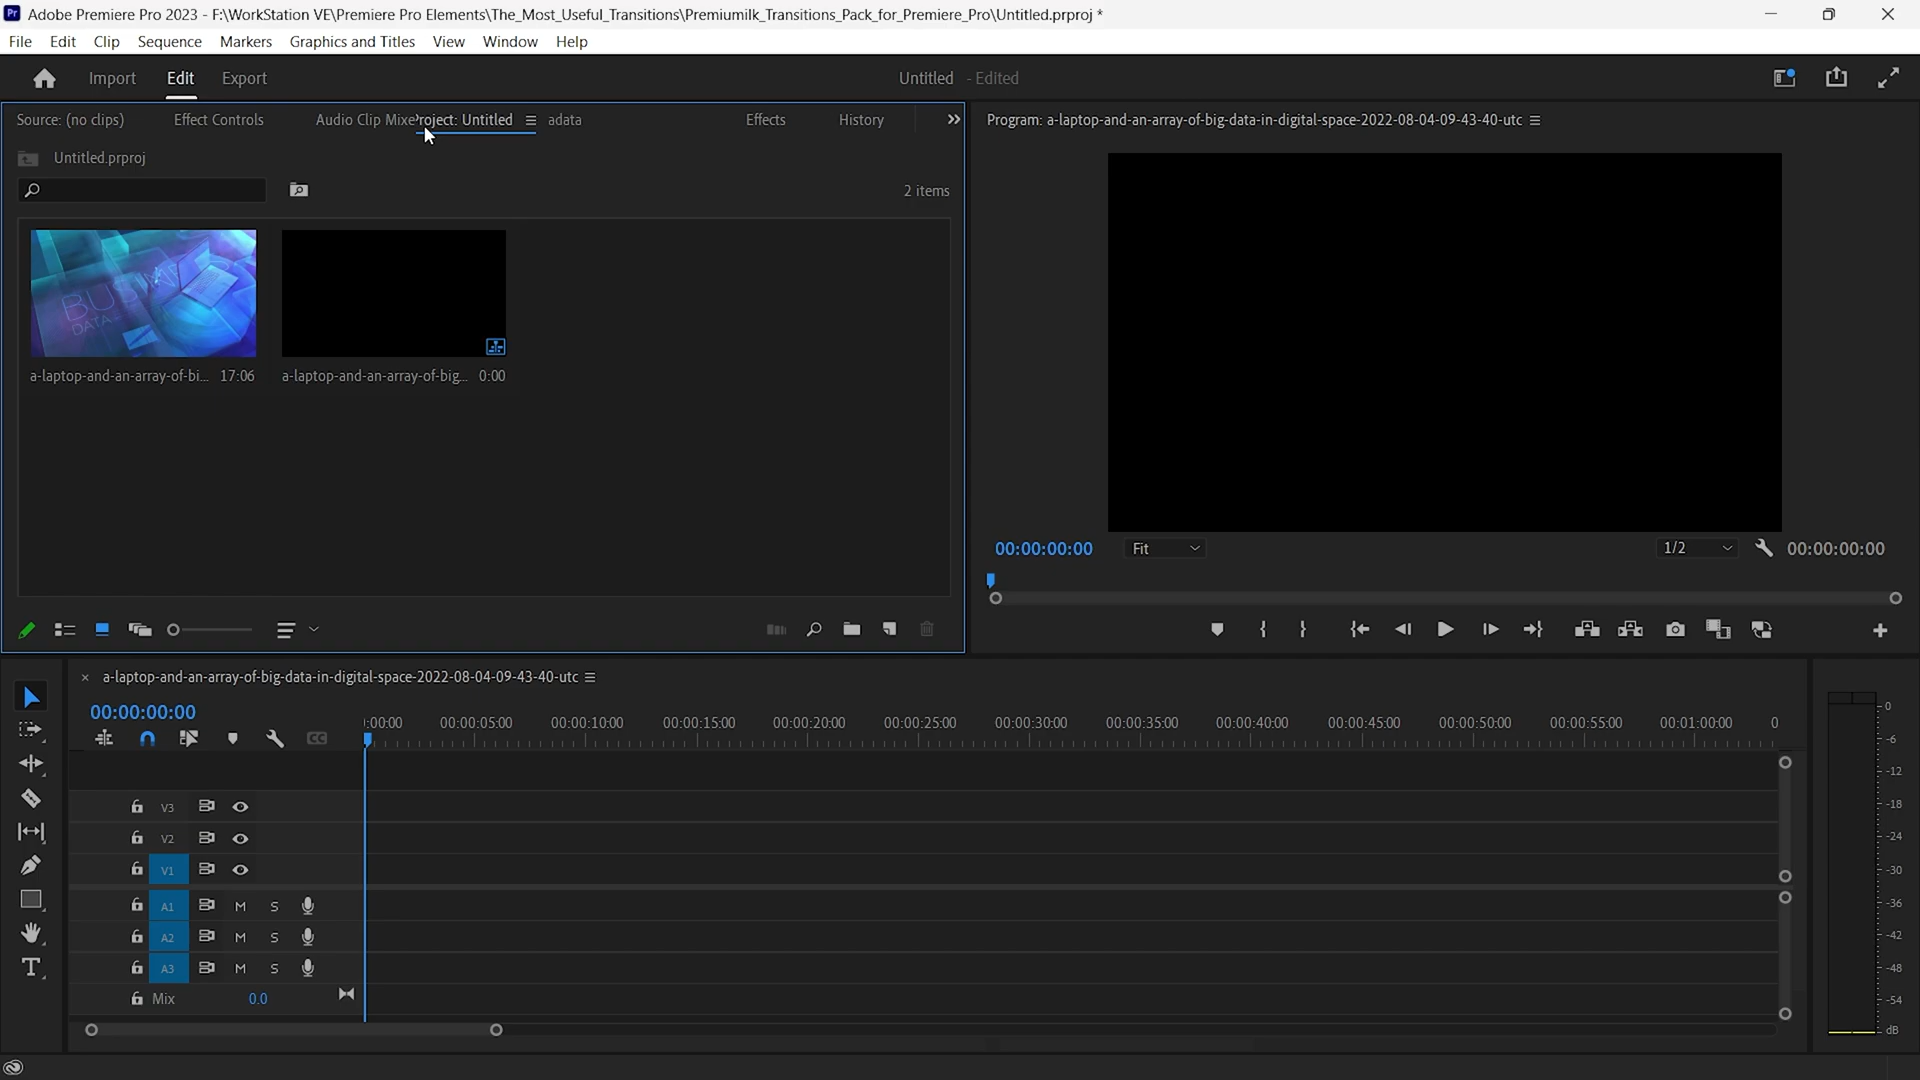 Adobe Premiere Pro 2023 - F:\WorkStation VE\Premiere Pro Elements\The_Most_Useful_Transitions\Premiumilk_Transitions_Pack_for_Premiere_Pro\Untitled.prproj *
File Edit Clip Sequence Markers Graphics and Titles View Window Help
Import Edit Export Untitled - Edited
Source: (no clips) Effect Controls Audio Clip Mixe roject: Untitled adata Effects History
Program: a-laptop-and-an-array-of-big-data-in-digital-space-2022-08-04-09-43-40-utc
Untitled.prproj
2 items
BUSINESS
DATA
a-laptop-and-an-array-of-bi... 17:06 a-laptop-and-an-array-of-big... 0:00
00:00:00:00 Fit 1/2 00:00:00:00
a-laptop-and-an-array-of-big-data-in-digital-space-2022-08-04-09-43-40-utc
00:00:00:00
:00:00 00:00:05:00 00:00:10:00 00:00:15:00 00:00:20:00 00:00:25:00 00:00:30:00 00:00:35:00 00:00:40:00 00:00:45:00 00:00:50:00 00:00:55:00 00:01:00:00 0
CC
V3
V2
V1
A1 M S
A2 M S
A3 M S
Mix 0.0
0
-6
-12
-18
-24
-30
-36
-42
-48
-54
dB